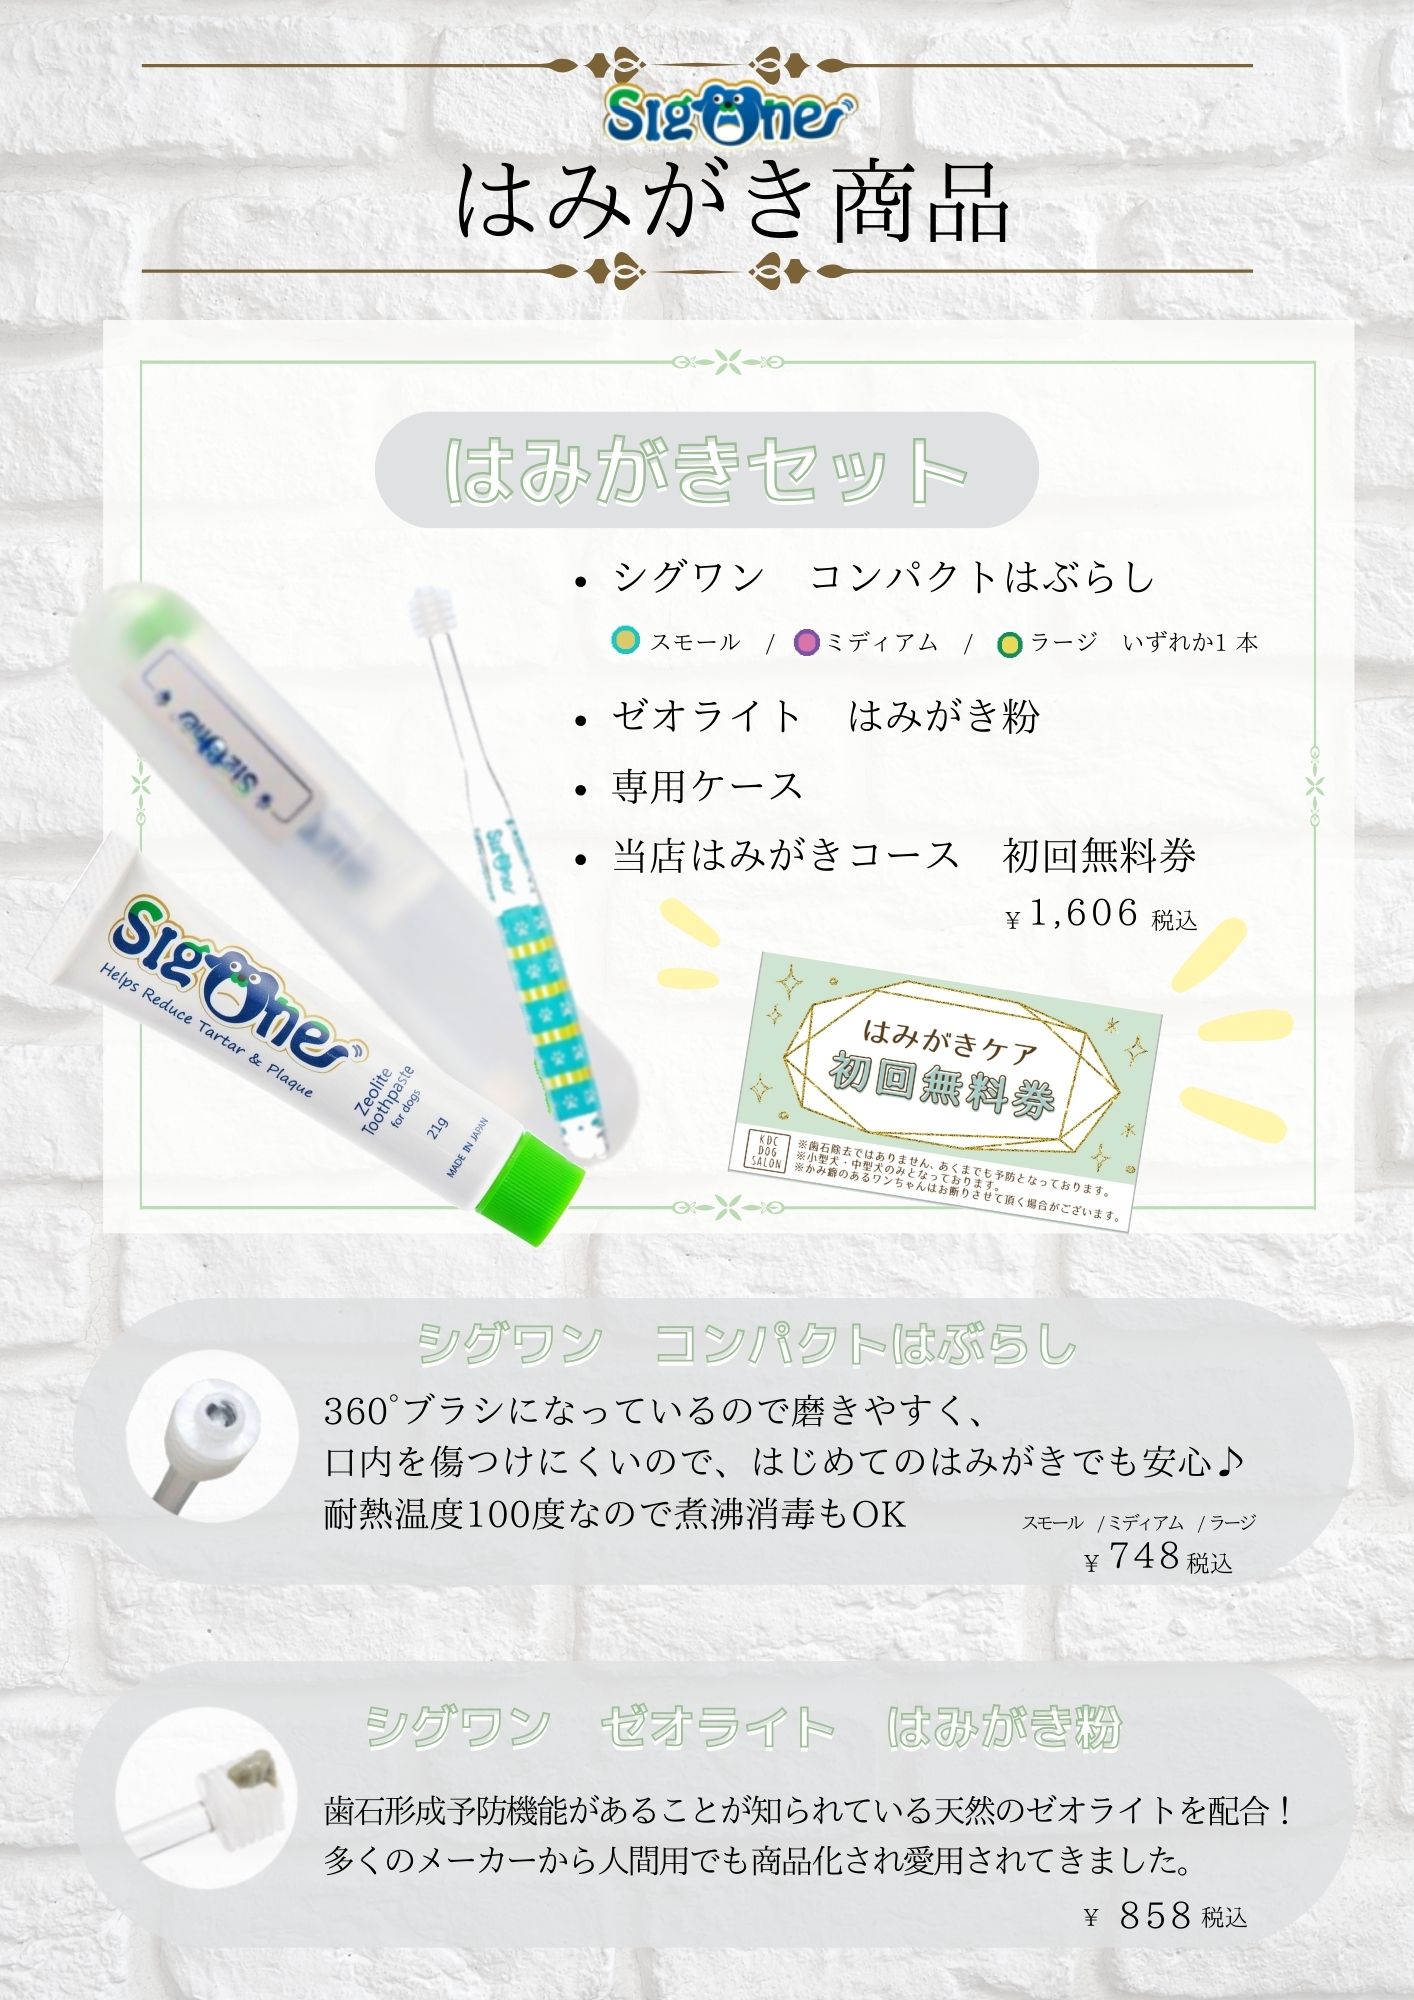 SigOne
はみがき商品
はみがきセット
・シグワン　コンパクトはぶらし
スモール　/　ミディアム　/　ラージ　いずれか1 本
・ゼオライト　はみがき粉
・専用ケース
・当店はみがきコース　初回無料券
¥1,606 税込
SigOne
SigOne
SigOne
Helps Reduce Tartar & Plaque
Zeolite
Toothpaste
for dogs
21g
MADE IN JAPAN
はみがきケア
初回無料券
KDC
DOG
SALON
※歯石除去ではありません、あくまでも予防となっております。
※小型犬・中型犬のみとなっております。
※かみ癖のあるワンちゃんはお断りさせて頂く場合がございます。
シグワン　コンパクトはぶらし
360°ブラシになっているので磨きやすく、
口内を傷つけにくいので、はじめてのはみがきでも安心♪
耐熱温度100度なので煮沸消毒もOK
スモール　/ ミディアム　/ ラージ
¥ 748 税込
シグワン　ゼオライト　はみがき粉
歯石形成予防機能があることが知られている天然のゼオライトを配合！
多くのメーカーから人間用でも商品化され愛用されてきました。
¥ 858 税込